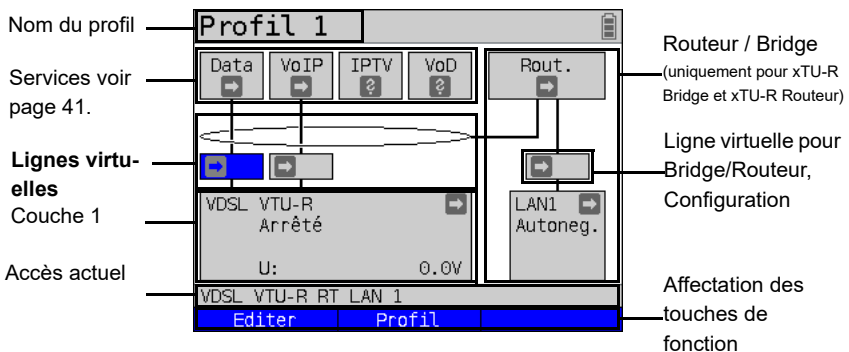 Nom du profil
Profil 1
Services voir
page 41.
Data VoIP IPTV VoD
Rout.
Routeur / Bridge
(uniquement pour xTU-R
Bridge et xTU-R Routeur)
Lignes virtu-
elles
Ligne virtuelle pour
Bridge/Routeur,
Configuration
Couche 1
VDSL VTU-R
Arrêté
U: 0.0V
LAN1
Autoneg.
Accès actuel
VDSL VTU-R RT LAN 1
Editer Profil
Affectation des
touches de
fonction